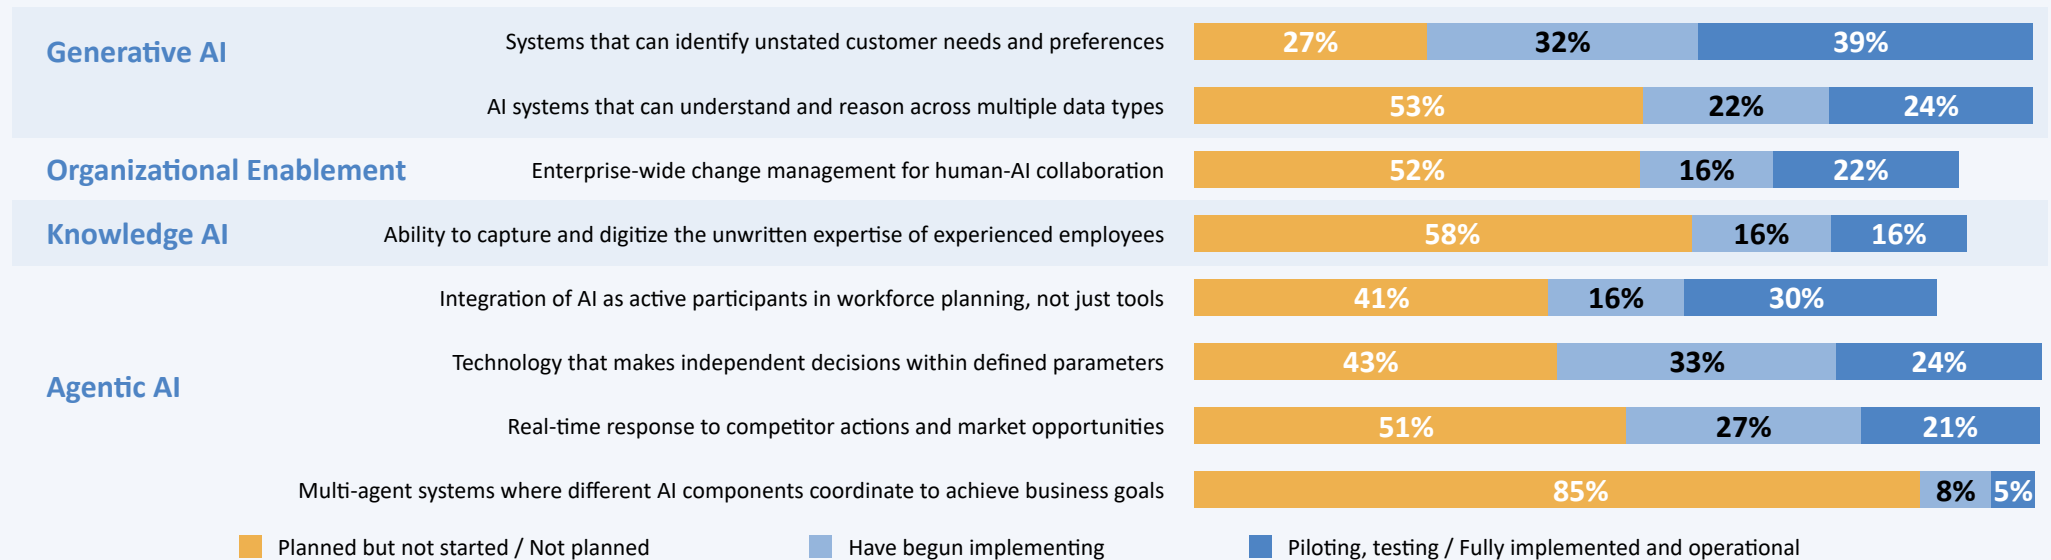 Generative AI
Systems that can identify unstated customer needs and preferences
27% 32% 39%
AI systems that can understand and reason across multiple data types
53% 22% 24%
Organizational Enablement
Enterprise-wide change management for human-AI collaboration
52% 16% 22%
Knowledge AI
Ability to capture and digitize the unwritten expertise of experienced employees
58% 16% 16%
Agentic AI
Integration of AI as active participants in workforce planning, not just tools
41% 16% 30%
Technology that makes independent decisions within defined parameters
43% 33% 24%
Real-time response to competitor actions and market opportunities
51% 27% 21%
Multi-agent systems where different AI components coordinate to achieve business goals
85% 8% 5%
Planned but not started / Not planned
Have begun implementing
Piloting, testing / Fully implemented and operational